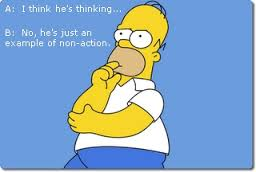 A:  I think he's thinking...
B:  No, he's just an
example of non-action.